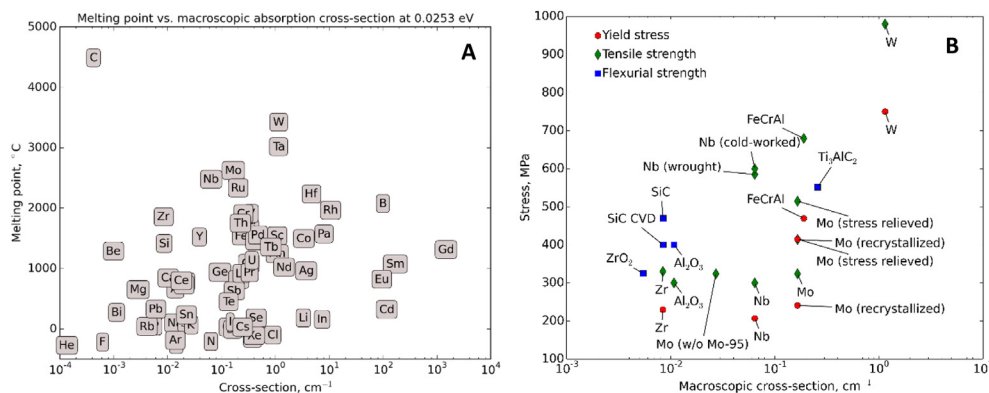 Melting point vs. macroscopic absorption cross-section at 0.0253 eV
A
Melting point, °C
5000
4000
3000
2000
1000
0
C
W
Ta
Mo
Nb
Ru
Hf
B
Rh
Zr
Th
Y
Si
Pd
Sc
Co
Pa
Be
Tb
Gd
U
Nd
Ag
Sm
Ge
Pr
Eu
Ce
Mg
Sb
Te
Bi
Pb
Cd
Sn
Se
Li
In
Rb
K
Cs
He
F
Ar
N
Xe
Cl
10⁻⁴
10⁻³
10⁻²
10⁻¹
10⁰
10¹
10²
10³
10⁴
Cross-section, cm⁻¹
B
Stress, MPa
1000
900
800
700
600
500
400
300
200
100
Yield stress
Tensile strength
Flexurial strength
W
W
FeCrAl
Nb (cold-worked)
Nb (wrought)
Ti₃AlC₂
SiC
FeCrAl
SiC CVD
Mo (stress relieved)
Mo (recrystallized)
Mo (stress relieved)
ZrO₂
Al₂O₃
Zr
Al₂O₃
Nb
Mo
Mo (recrystallized)
Zr
Mo (w/o Mo-95)
Nb
10⁻³
10⁻²
10⁻¹
10⁰
10¹
Macroscopic cross-section, cm